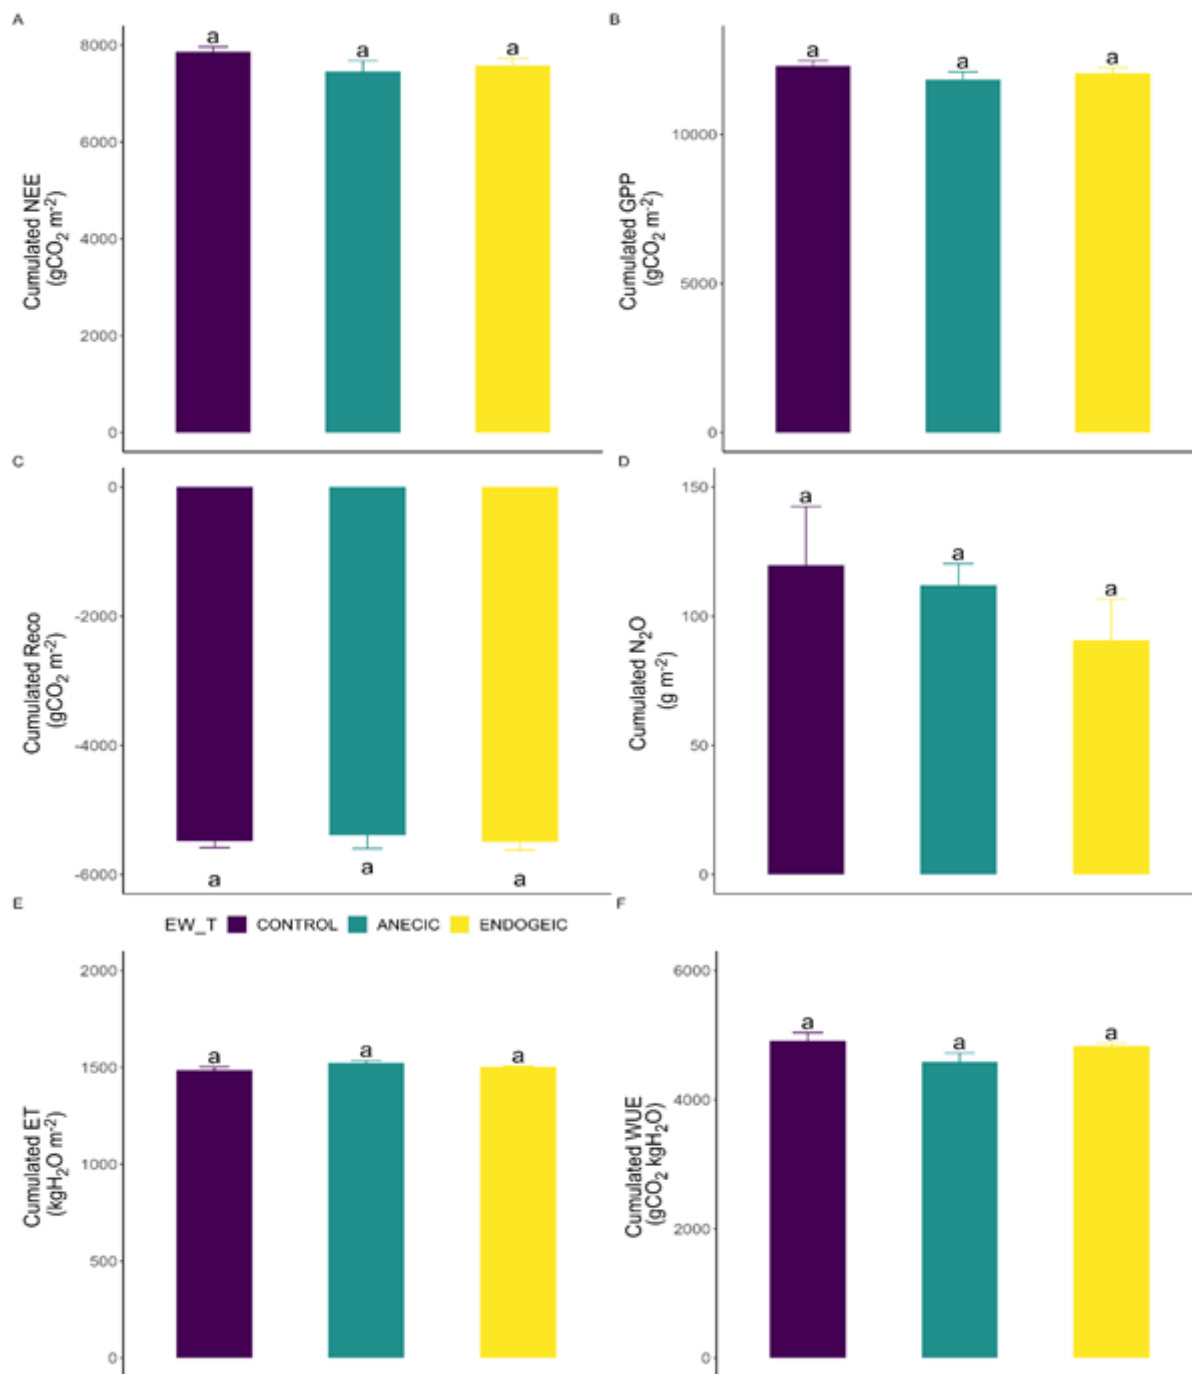 A
B
8000
6000
4000
2000
0
Cumulated NEE
(gCO₂ m⁻²)
a
a
a
10000
5000
0
Cumulated GPP
(gCO₂ m⁻²)
a
a
a
C
D
0
-2000
-4000
-6000
Cumulated Reco
(gCO₂ m⁻²)
a
a
a
150
100
50
0
Cumulated N₂O
(g m⁻²)
a
a
a
E
F
EW_T CONTROL ANECIC ENDOGEIC
2000
1500
1000
500
0
Cumulated ET
(kgH₂O m⁻²)
a
a
a
6000
4000
2000
0
Cumulated WUE
(gCO₂ kgH₂O)
a
a
a